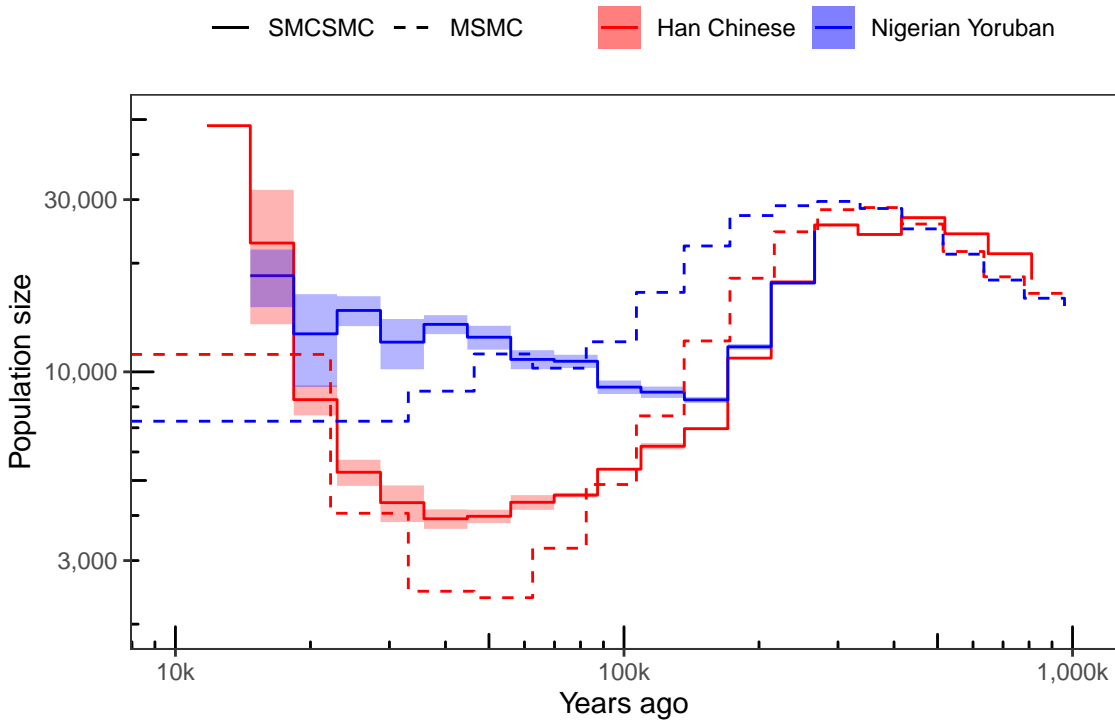 SMCSMC MSMC Han Chinese Nigerian Yoruban
30,000
10,000
3,000
Population size
10k 100k 1,000k
Years ago